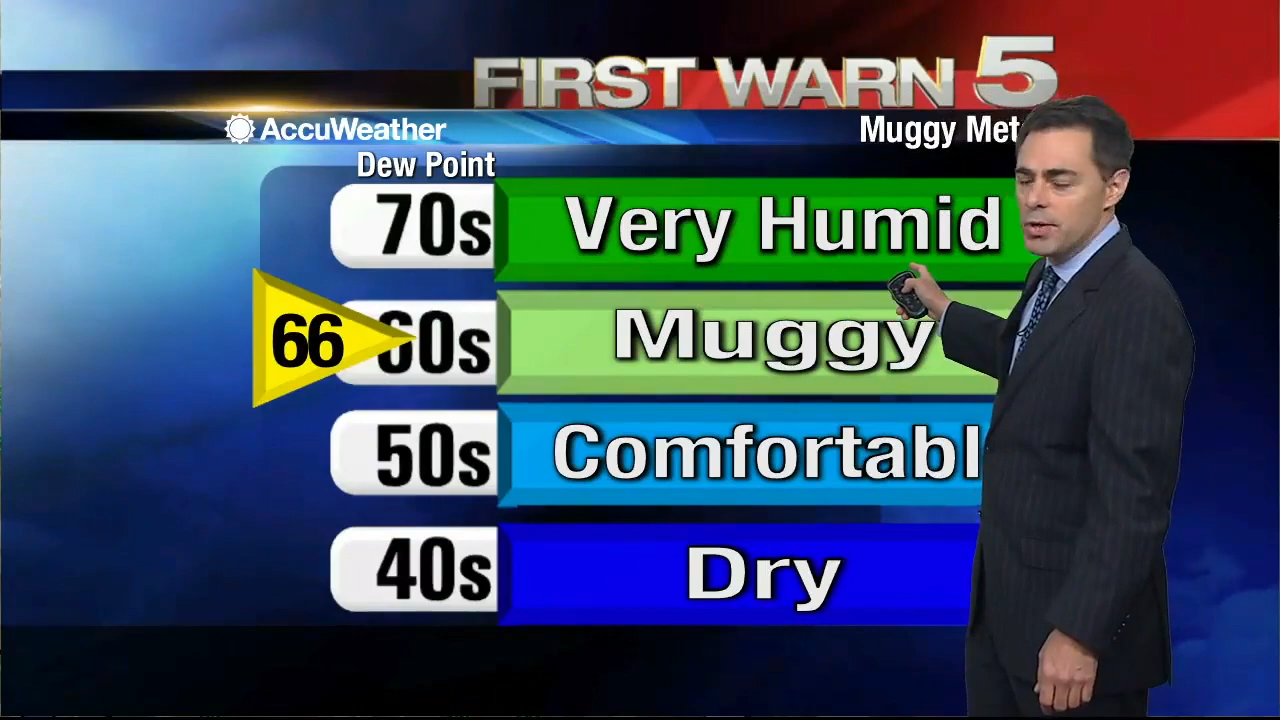 FIRST WARN 5
AccuWeather
Muggy Met
Dew Point
70s Very Humid
66 60s Muggy
50s Comfortabl
40s Dry